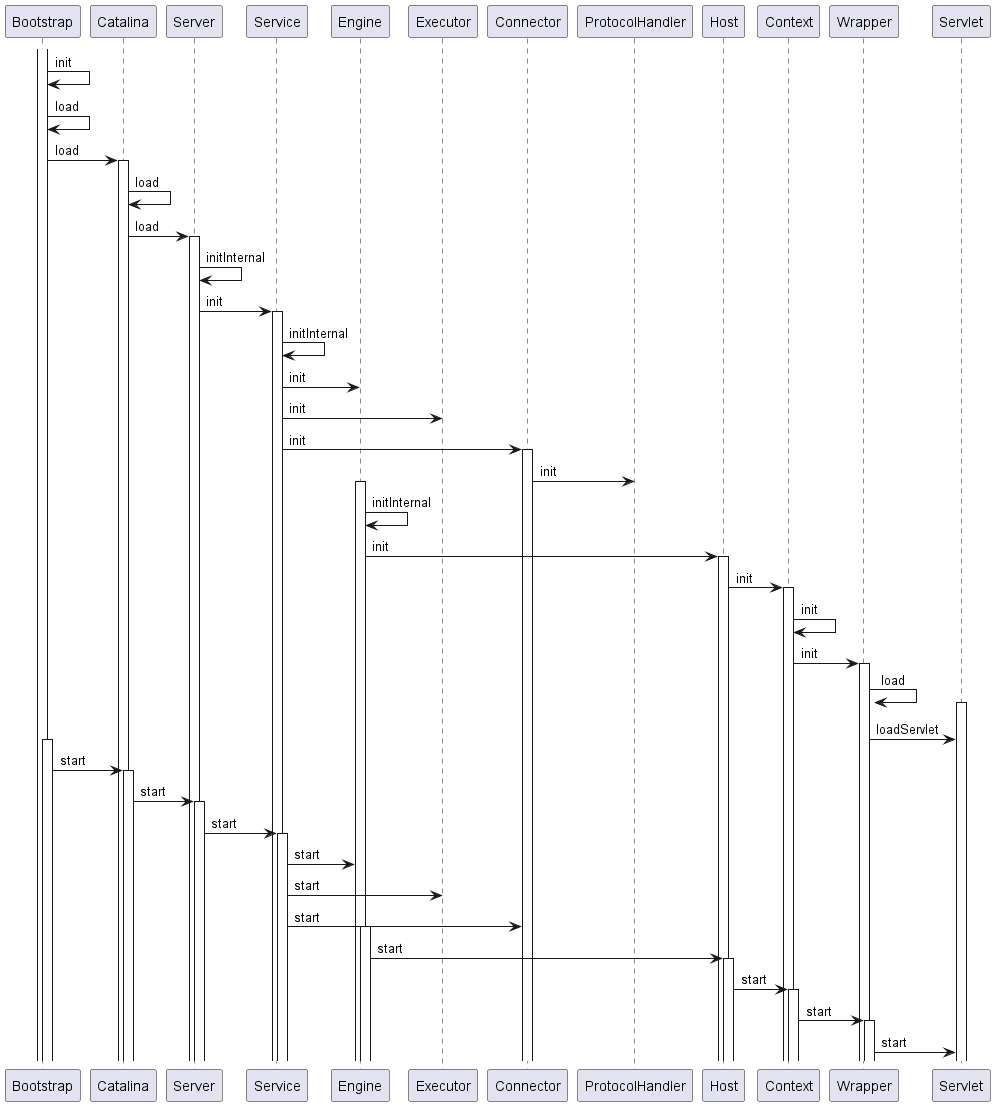 Bootstrap Catalina Server Service Engine Executor Connector ProtocolHandler Host Context Wrapper Servlet
init
load
load
load
load
initInternal
init
initInternal
init
init
init
init
initInternal
init
init
init
init
load
loadServlet
start
start
start
start
start
start
start
start
start
start
Bootstrap Catalina Server Service Engine Executor Connector ProtocolHandler Host Context Wrapper Servlet